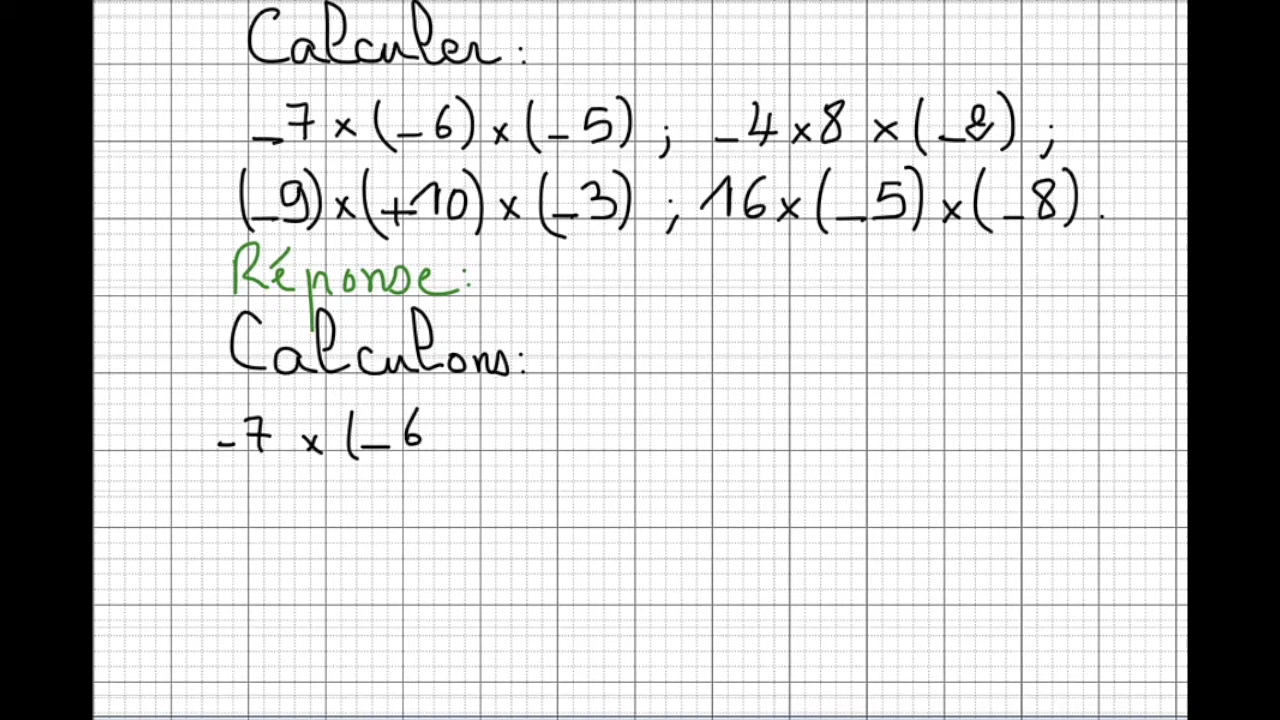 Calculer :
-7 × (-6) × (-5) ; -4 × 8 × (-8) ;
(-9) × (+10) × (-3) ; 16 × (-5) × (-8) .
Réponse :
Calculons :
-7 × (-6